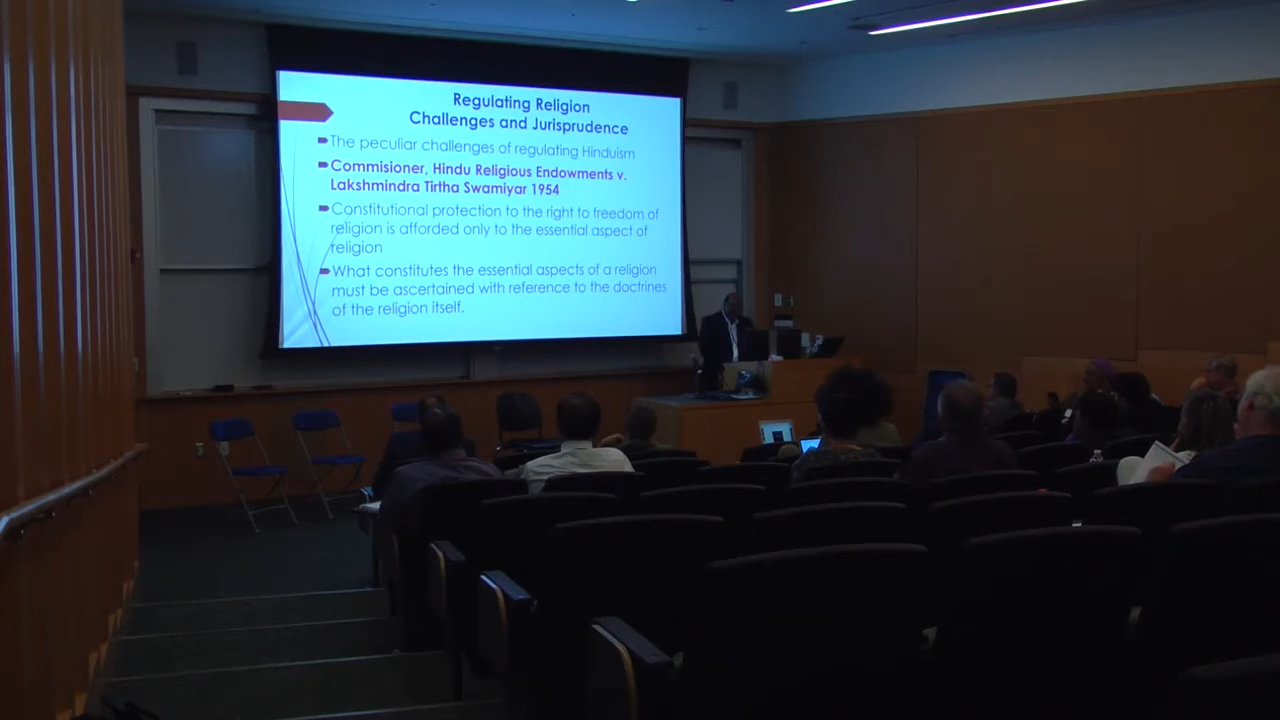 Regulating Religion
Challenges and Jurisprudence
The peculiar challenges of regulating Hinduism
Commisioner, Hindu Religious Endowments v.
Lakshmindra Tirtha Swamiyar 1954
Constitutional protection to the right to freedom of
religion is afforded only to the essential aspect of
religion
What constitutes the essential aspects of a religion
must be ascertained with reference to the doctrines
of the religion itself.